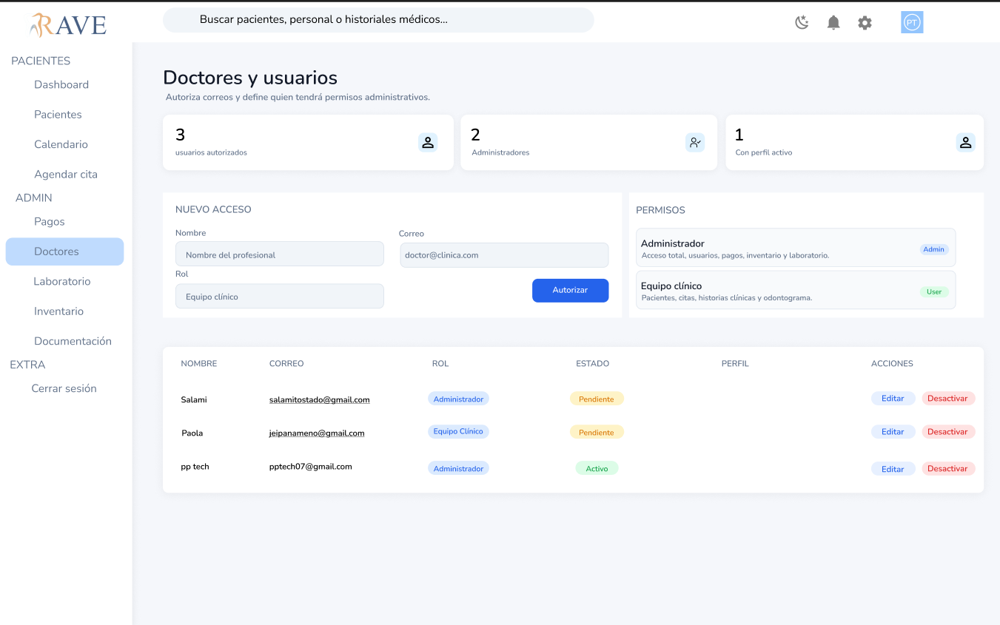 RAVE
Buscar pacientes, personal o historiales médicos...
PT
PACIENTES
Dashboard
Pacientes
Calendario
Agendar cita
ADMIN
Pagos
Doctores
Laboratorio
Inventario
Documentación
EXTRA
Cerrar sesión
Doctores y usuarios
Autoriza correos y define quien tendrá permisos administrativos.
3
usuarios autorizados
2
Administradores
1
Con perfil activo
NUEVO ACCESO
Nombre
Nombre del profesional
Correo
doctor@clinica.com
Rol
Equipo clínico
Autorizar
PERMISOS
Administrador
Acceso total, usuarios, pagos, inventario y laboratorio.
Admin
Equipo clínico
Pacientes, citas, historias clínicas y odontograma.
User
NOMBRE CORREO ROL ESTADO PERFIL ACCIONES
Salami salamitostado@gmail.com Administrador Pendiente Editar Desactivar
Paola jeipanameno@gmail.com Equipo Clínico Pendiente Editar Desactivar
pp tech pptech07@gmail.com Administrador Activo Editar Desactivar